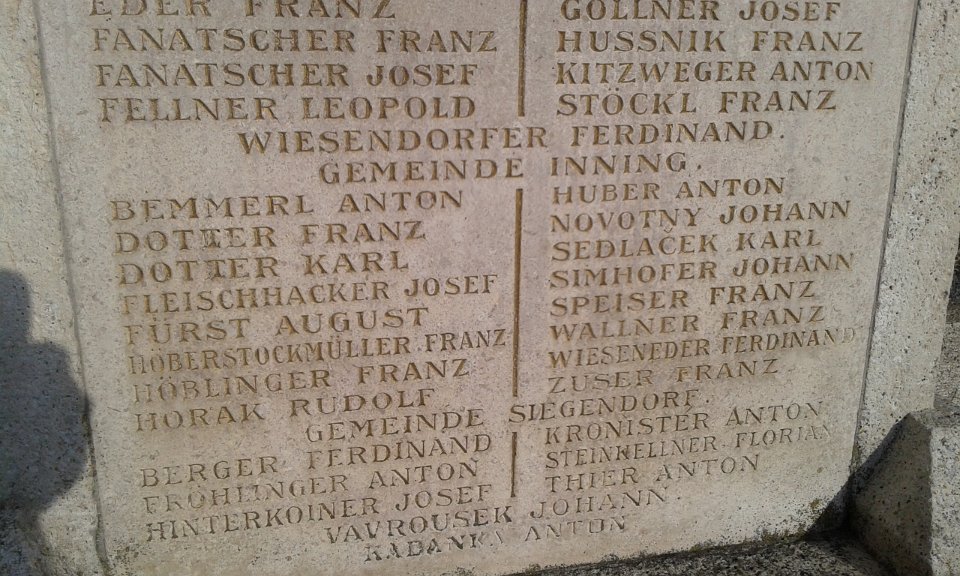 EDER FRANZ
FANATSCHER FRANZ
FANATSCHER JOSEF
FELLNER LEOPOLD
GOLLNER JOSEF
HUSSNIK FRANZ
KITZWEGER ANTON
STÖCKL FRANZ
WIESENDORFER FERDINAND.
GEMEINDE INNING.
BEMMERL ANTON
DOTTER FRANZ
DOTTER KARL
FLEISCHHACKER JOSEF
FÜRST AUGUST
HOBERSTOCKMÜLLER FRANZ
HÖBLINGER FRANZ
HORAK RUDOLF
HUBER ANTON
NOVOTNY JOHANN
SEDLAČEK KARL
SIMHOFER JOHANN
SPEISER FRANZ
WALLNER FRANZ
WIESENEDER FERDINAND
ZUSER FRANZ
GEMEINDE SIEGENDORF.
BERGER FERDINAND
FRÖHLINGER ANTON
HINTERKOINER JOSEF
KRONISTER ANTON
STEINKELLNER FLORIAN
THIER ANTON
VAVROUSEK JOHANN.
KABANKA ANTON